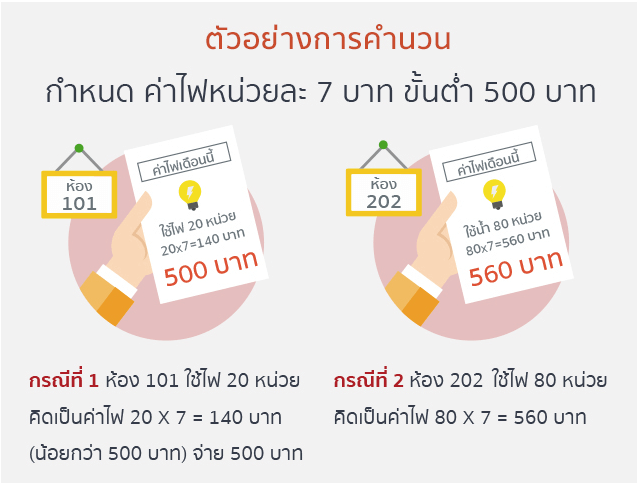 ตัวอย่างการคำนวน
กำหนด ค่าไฟหน่วยละ 7 บาท ขั้นต่ำ 500 บาท
ห้อง
101
ค่าไฟเดือนนี้
ใช้ไฟ 20 หน่วย
20x7=140 บาท
500 บาท
ห้อง
202
ค่าไฟเดือนนี้
ใช้น้ำ 80 หน่วย
80x7=560 บาท
560 บาท
กรณีที่ 1 ห้อง 101 ใช้ไฟ 20 หน่วย
คิดเป็นค่าไฟ 20 X 7 = 140 บาท
(น้อยกว่า 500 บาท) จ่าย 500 บาท
กรณีที่ 2 ห้อง 202 ใช้ไฟ 80 หน่วย
คิดเป็นค่าไฟ 80 X 7 = 560 บาท